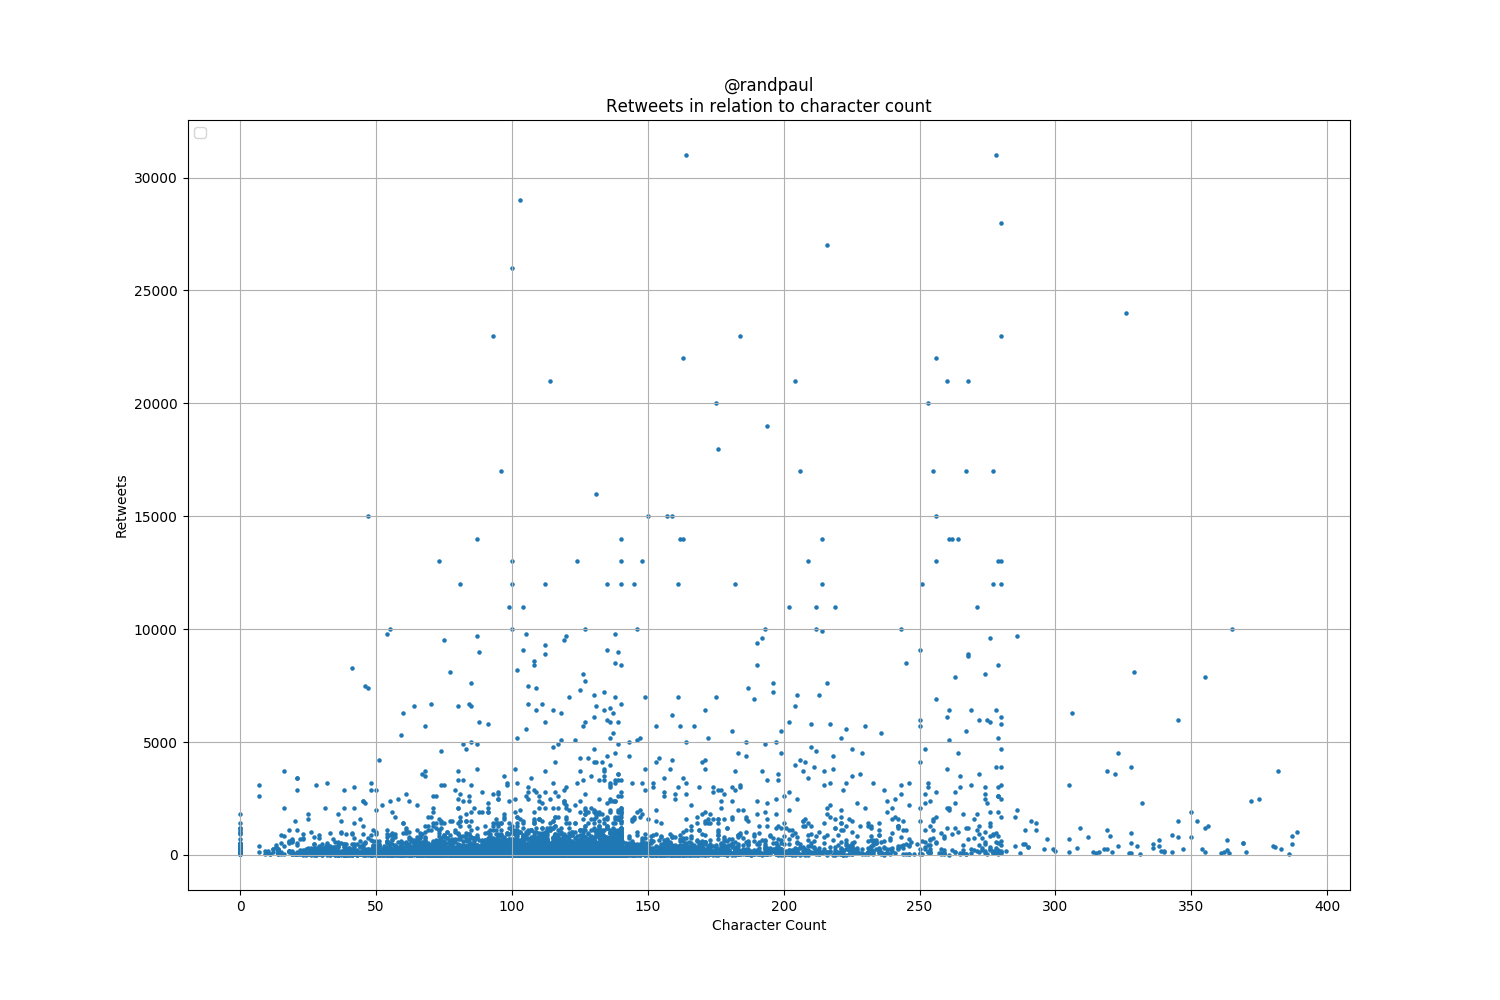 @randpaul
Retweets in relation to character count
30000
25000
20000
15000
10000
5000
0
Retweets
0 50 100 150 200 250 300 350 400
Character Count